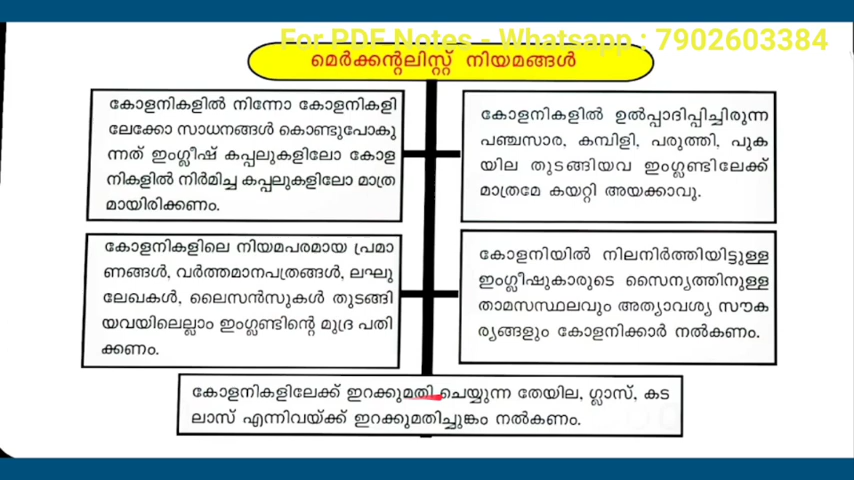 For PDF Notes - Whatsapp : 7902603384
മെർക്കന്റലിസ്റ്റ് നിയമങ്ങൾ
കോളനികളിൽ നിന്നോ കോളനികളി
ലേക്കോ സാധനങ്ങൾ കൊണ്ടുപോകു
ന്നത് ഇംഗ്ലീഷ് കപ്പലുകളിലോ കോള
നികളിൽ നിർമിച്ച കപ്പലുകളിലോ മാത്ര
മായിരിക്കണം.
കോളനികളിൽ ഉൽപ്പാദിപ്പിച്ചിരുന്ന
പഞ്ചസാര, കമ്പിളി, പരുത്തി, പുക
യില തുടങ്ങിയവ ഇംഗ്ലണ്ടിലേക്ക്
മാത്രമേ കയറ്റി അയക്കാവു.
കോളനികളിലെ നിയമപരമായ പ്രമാ
ണങ്ങൾ, വർത്തമാനപത്രങ്ങൾ, ലഘു
ലേഖകൾ, ലൈസൻസുകൾ തുടങ്ങി
യവയിലെല്ലാം ഇംഗ്ലണ്ടിന്റെ മുദ്ര പതി
ക്കണം.
കോളനിയിൽ നിലനിർത്തിയിട്ടുള്ള
ഇംഗ്ലീഷുകാരുടെ സൈന്യത്തിനുള്ള
താമസസ്ഥലവും അത്യാവശ്യ സൗക
ര്യങ്ങളും കോളനിക്കാർ നൽകണം.
കോളനികളിലേക്ക് ഇറക്കുമതി ചെയ്യുന്ന തേയില, ഗ്ലാസ്, കട
ലാസ് എന്നിവയ്ക്ക് ഇറക്കുമതിച്ചുങ്കം നൽകണം.